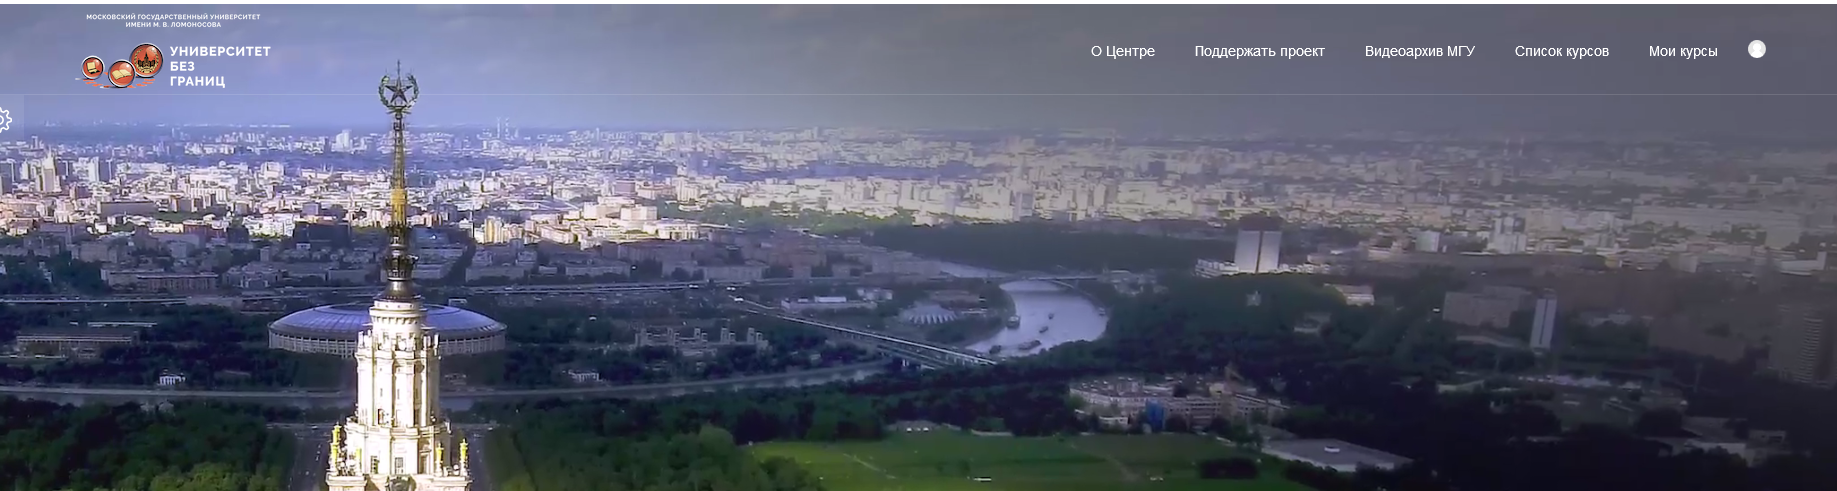 МОСКОВСКИЙ ГОСУДАРСТВЕННЫЙ УНИВЕРСИТЕТ
ИМЕНИ М. В. ЛОМОНОСОВА
УНИВЕРСИТЕТ
БЕЗ
ГРАНИЦ
О Центре Поддержать проект Видеоархив МГУ Список курсов Мои курсы